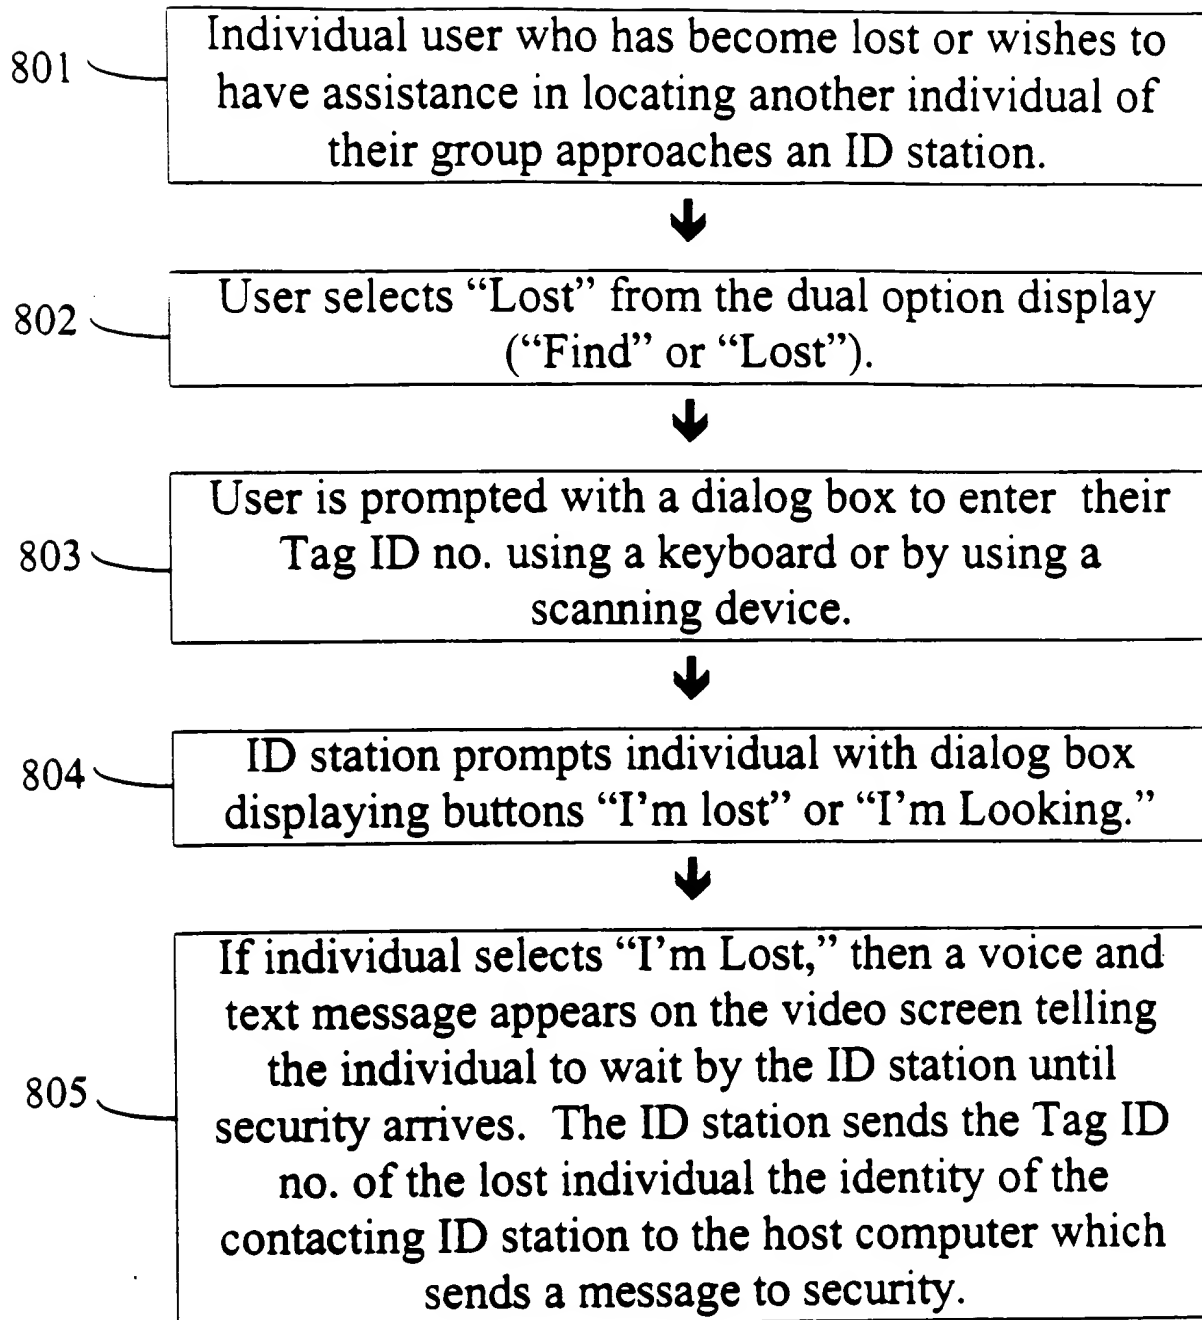 801
Individual user who has become lost or wishes to
have assistance in locating another individual of
their group approaches an ID station.
802
User selects “Lost” from the dual option display
(“Find” or “Lost”).
803
User is prompted with a dialog box to enter their
Tag ID no. using a keyboard or by using a
scanning device.
804
ID station prompts individual with dialog box
displaying buttons “I’m lost” or “I’m Looking.”
805
If individual selects “I’m Lost,” then a voice and
text message appears on the video screen telling
the individual to wait by the ID station until
security arrives. The ID station sends the Tag ID
no. of the lost individual the identity of the
contacting ID station to the host computer which
sends a message to security.